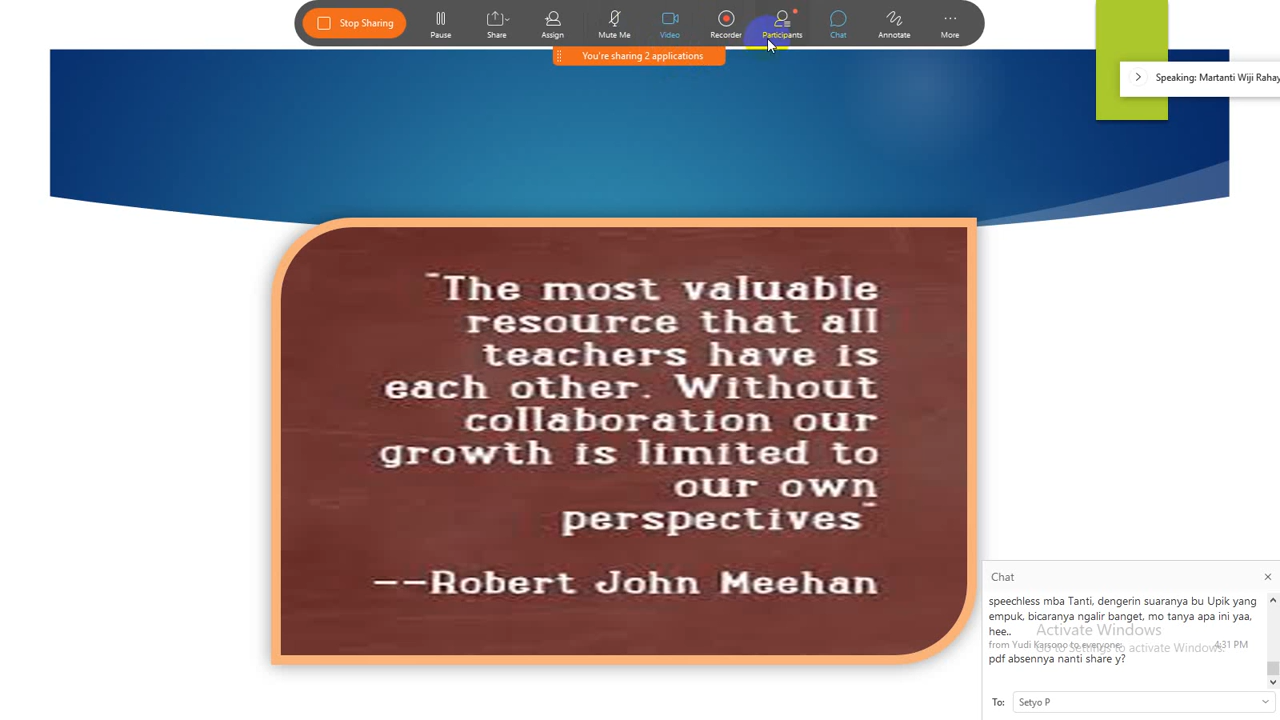 Stop Sharing
Pause
Share
Assign
Mute Me
Video
Recorder
Participants
Chat
Annotate
More
You're sharing 2 applications
Speaking: Martanti Wiji Rahay
"The most valuable
resource that all
teachers have is
each other. Without
collaboration our
growth is limited to
our own
perspectives"
--Robert John Meehan
Chat
speechless mba Tanti, dengerin suaranya bu Upik yang
empuk, bicaranya ngalir banget, mo tanya apa ini yaa,
hee..
from Yudi Karsono to everyone: 4:31 PM
pdf absennya nanti share y?
Activate Windows
Go to Settings to activate Windows.
To: Setyo P